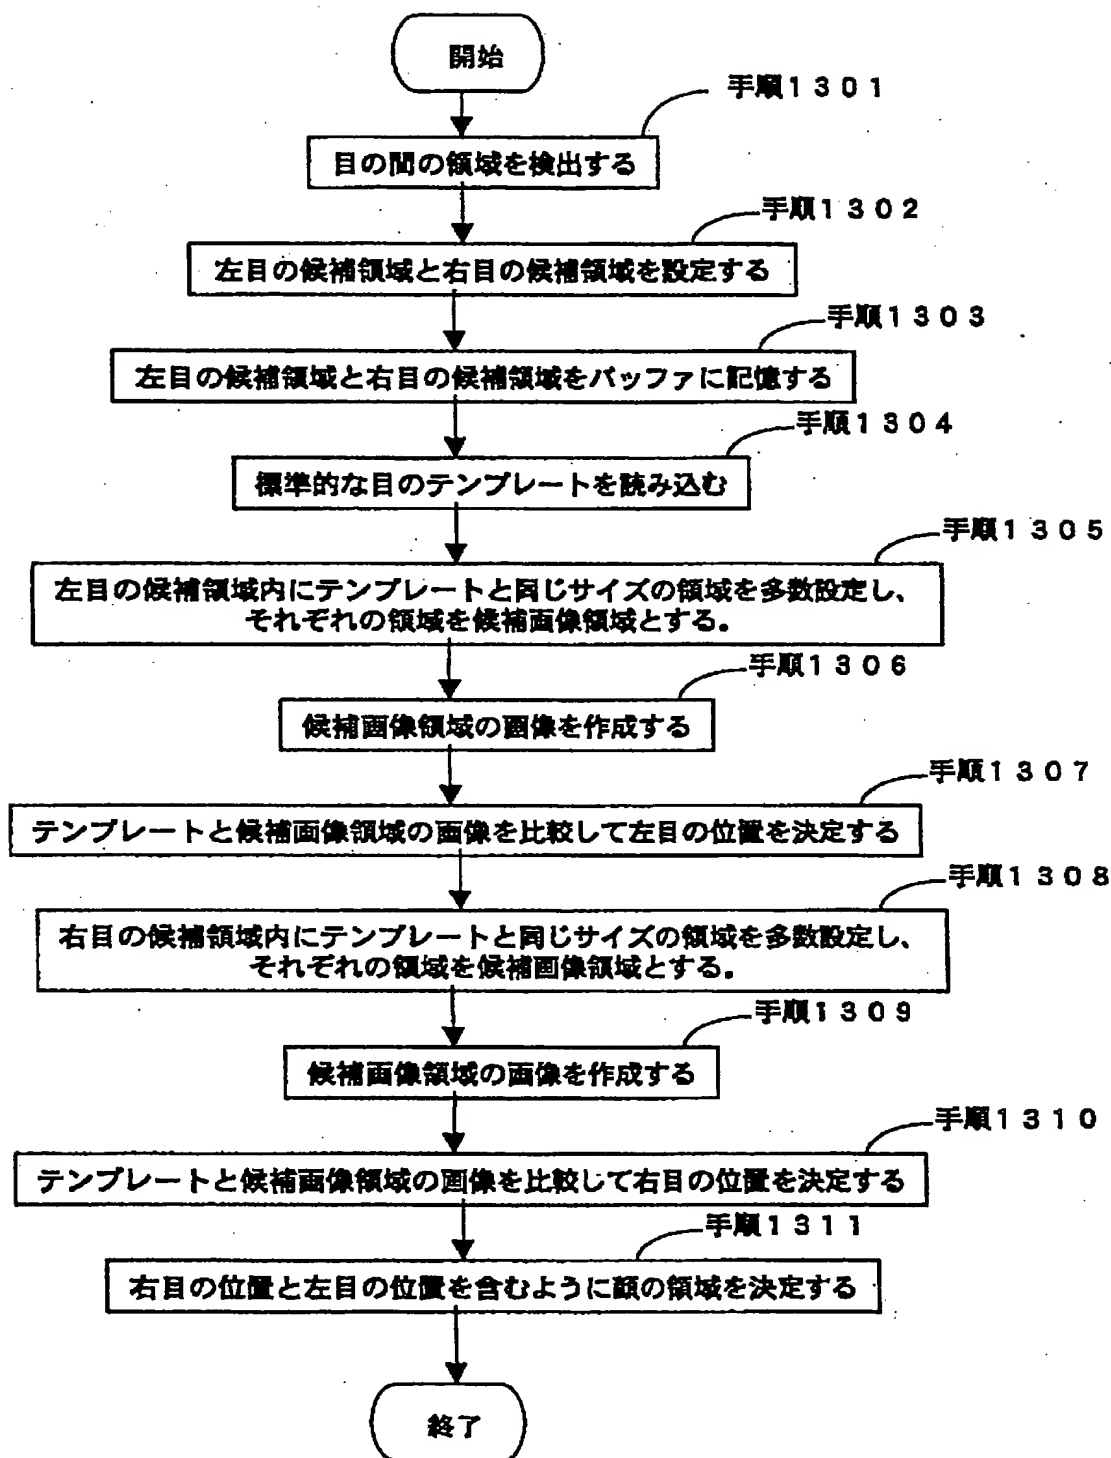 開始
手順1301
目の間の領域を検出する
手順1302
左目の候補領域と右目の候補領域を設定する
手順1303
左目の候補領域と右目の候補領域をバッファに記憶する
手順1304
標準的な目のテンプレートを読み込む
手順1305
左目の候補領域内にテンプレートと同じサイズの領域を多数設定し、
それぞれの領域を候補画像領域とする。
手順1306
候補画像領域の画像を作成する
手順1307
テンプレートと候補画像領域の画像を比較して左目の位置を決定する
手順1308
右目の候補領域内にテンプレートと同じサイズの領域を多数設定し、
それぞれの領域を候補画像領域とする。
手順1309
候補画像領域の画像を作成する
手順1310
テンプレートと候補画像領域の画像を比較して右目の位置を決定する
手順1311
右目の位置と左目の位置を含むように顔の領域を決定する
終了